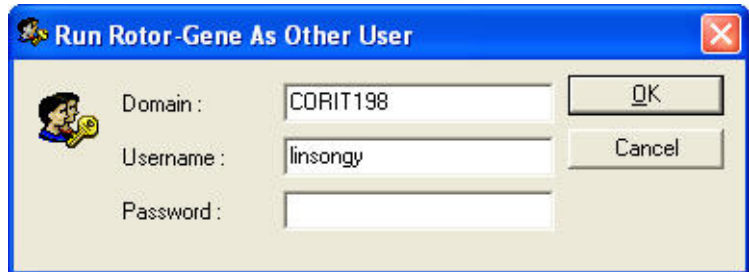 Run Rotor-Gene As Other User
Domain : CORIT198
OK
Username : linsongy
Cancel
Password :